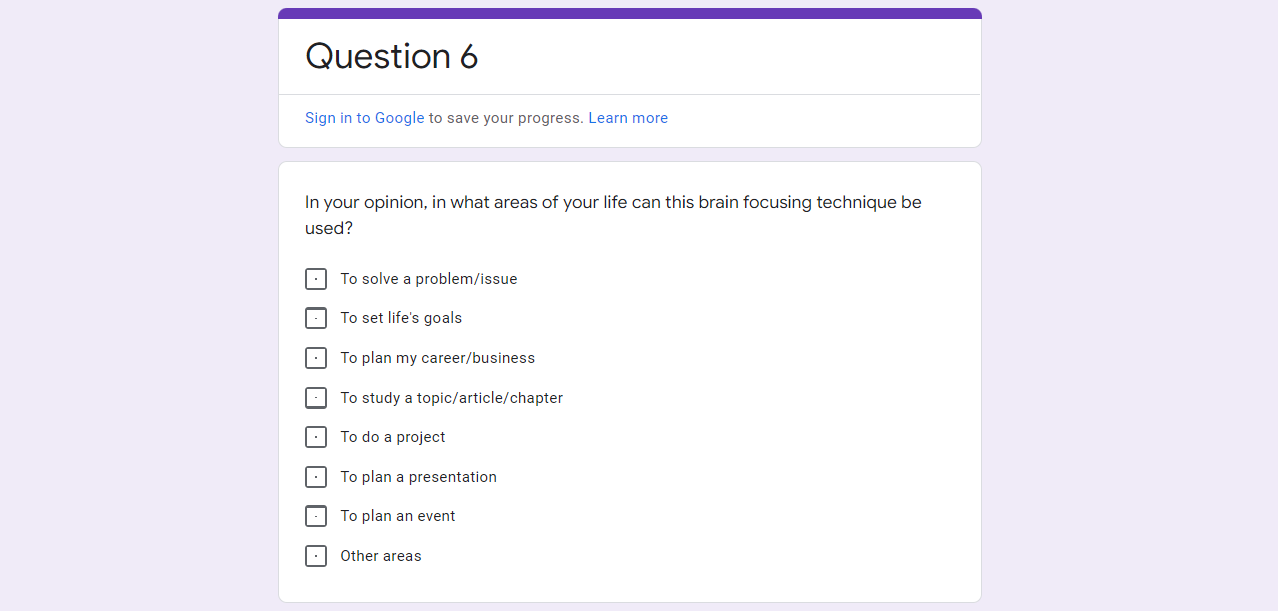 Question 6
Sign in to Google to save your progress. Learn more
In your opinion, in what areas of your life can this brain focusing technique be
used?
To solve a problem/issue
To set life's goals
To plan my career/business
To study a topic/article/chapter
To do a project
To plan a presentation
To plan an event
Other areas